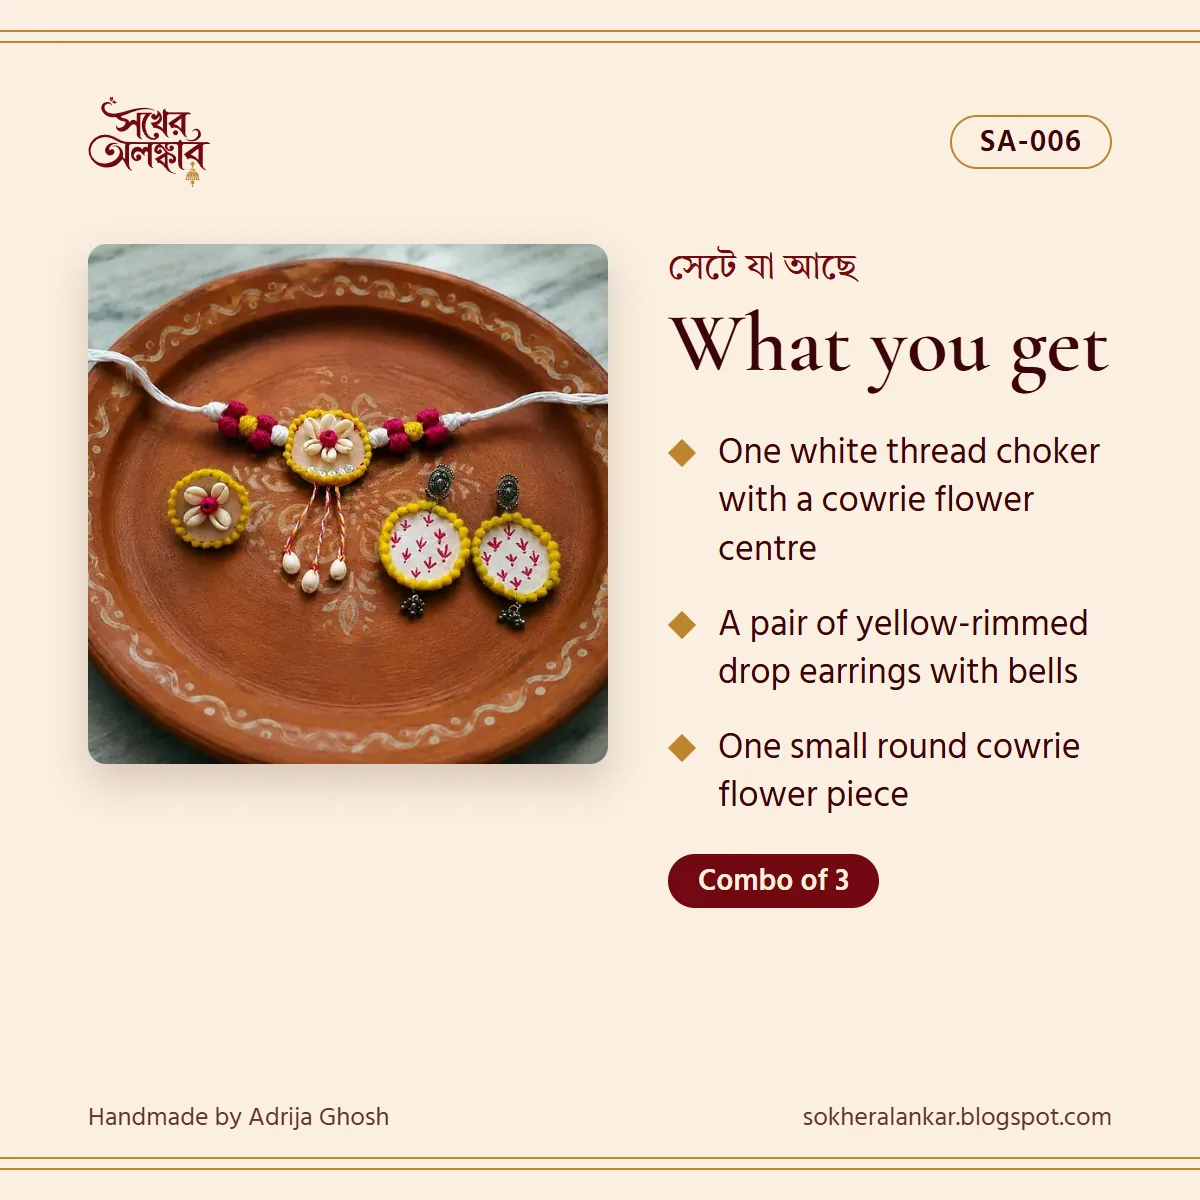 সখের
অলঙ্কার
SA-006
সেটে যা আছে
What you get
One white thread choker
with a cowrie flower
centre
A pair of yellow-rimmed
drop earrings with bells
One small round cowrie
flower piece
Combo of 3
Handmade by Adrija Ghosh
sokheralankar.blogspot.com